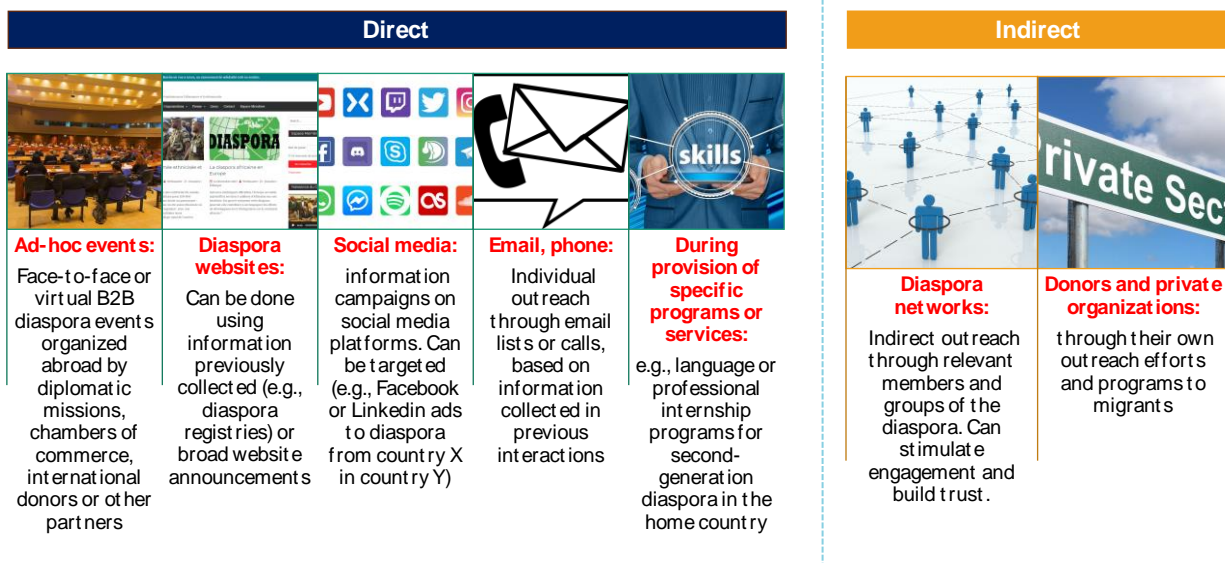 Direct
Indirect
DIASPORA
La diaspora africaine en
Europe
skills
rivate Sec
Ad-hoc events:
Face-to-face or
virtual B2B
diaspora events
organized
abroad by
diplomatic
missions,
chambers of
commerce,
international
donors or other
partners
Diaspora
websites:
Can be done
using
information
previously
collected (e.g.,
diaspora
registries) or
broad website
announcements
Social media:
information
campaigns on
social media
platforms. Can
be targeted
(e.g., Facebook
or Linkedin ads
to diaspora
from country X
in country Y)
Email, phone:
Individual
outreach
through email
lists or calls,
based on
information
collected in
previous
interactions
During
provision of
specific
programs or
services:
e.g., language or
professional
internship
programs for
second-
generation
diaspora in the
home country
Diaspora
networks:
Indirect outreach
through relevant
members and
groups of the
diaspora. Can
stimulate
engagement and
build trust.
Donors and private
organizations:
through their own
outreach efforts
and programs to
migrants